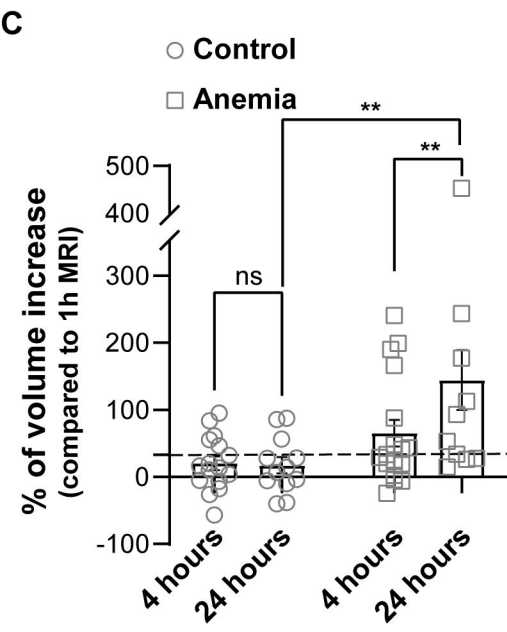 C
Control
Anemia
**
**
ns
% of volume increase
(compared to 1h MRI)
500
400
300
200
100
0
-100
4 hours
24 hours
4 hours
24 hours